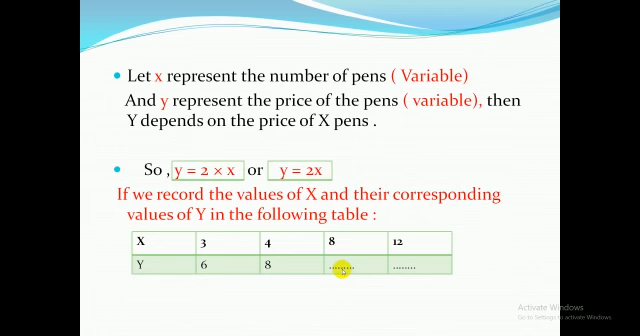 Let x represent the number of pens ( Variable)
And y represent the price of the pens ( variable), then
Y depends on the price of X pens .
So , y = 2 × x or y = 2x
If we record the values of X and their corresponding
values of Y in the following table :
X 3 4 8 12
Y 6 8 ......... ........
Activate Windows
Go to Settings to activate Windows.